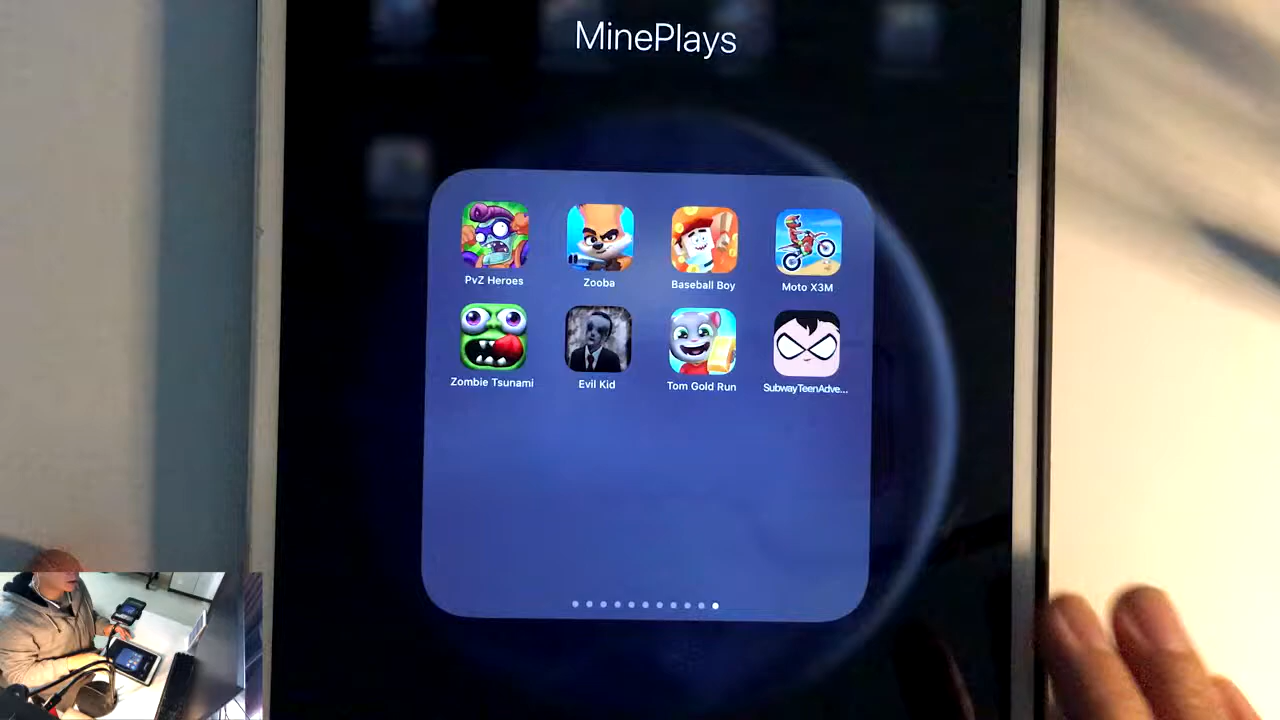 MinePlays
PvZ Heroes
Zooba
Baseball Boy
Moto X3M
Zombie Tsunami
Evil Kid
Tom Gold Run
SubwayTeenAdve...